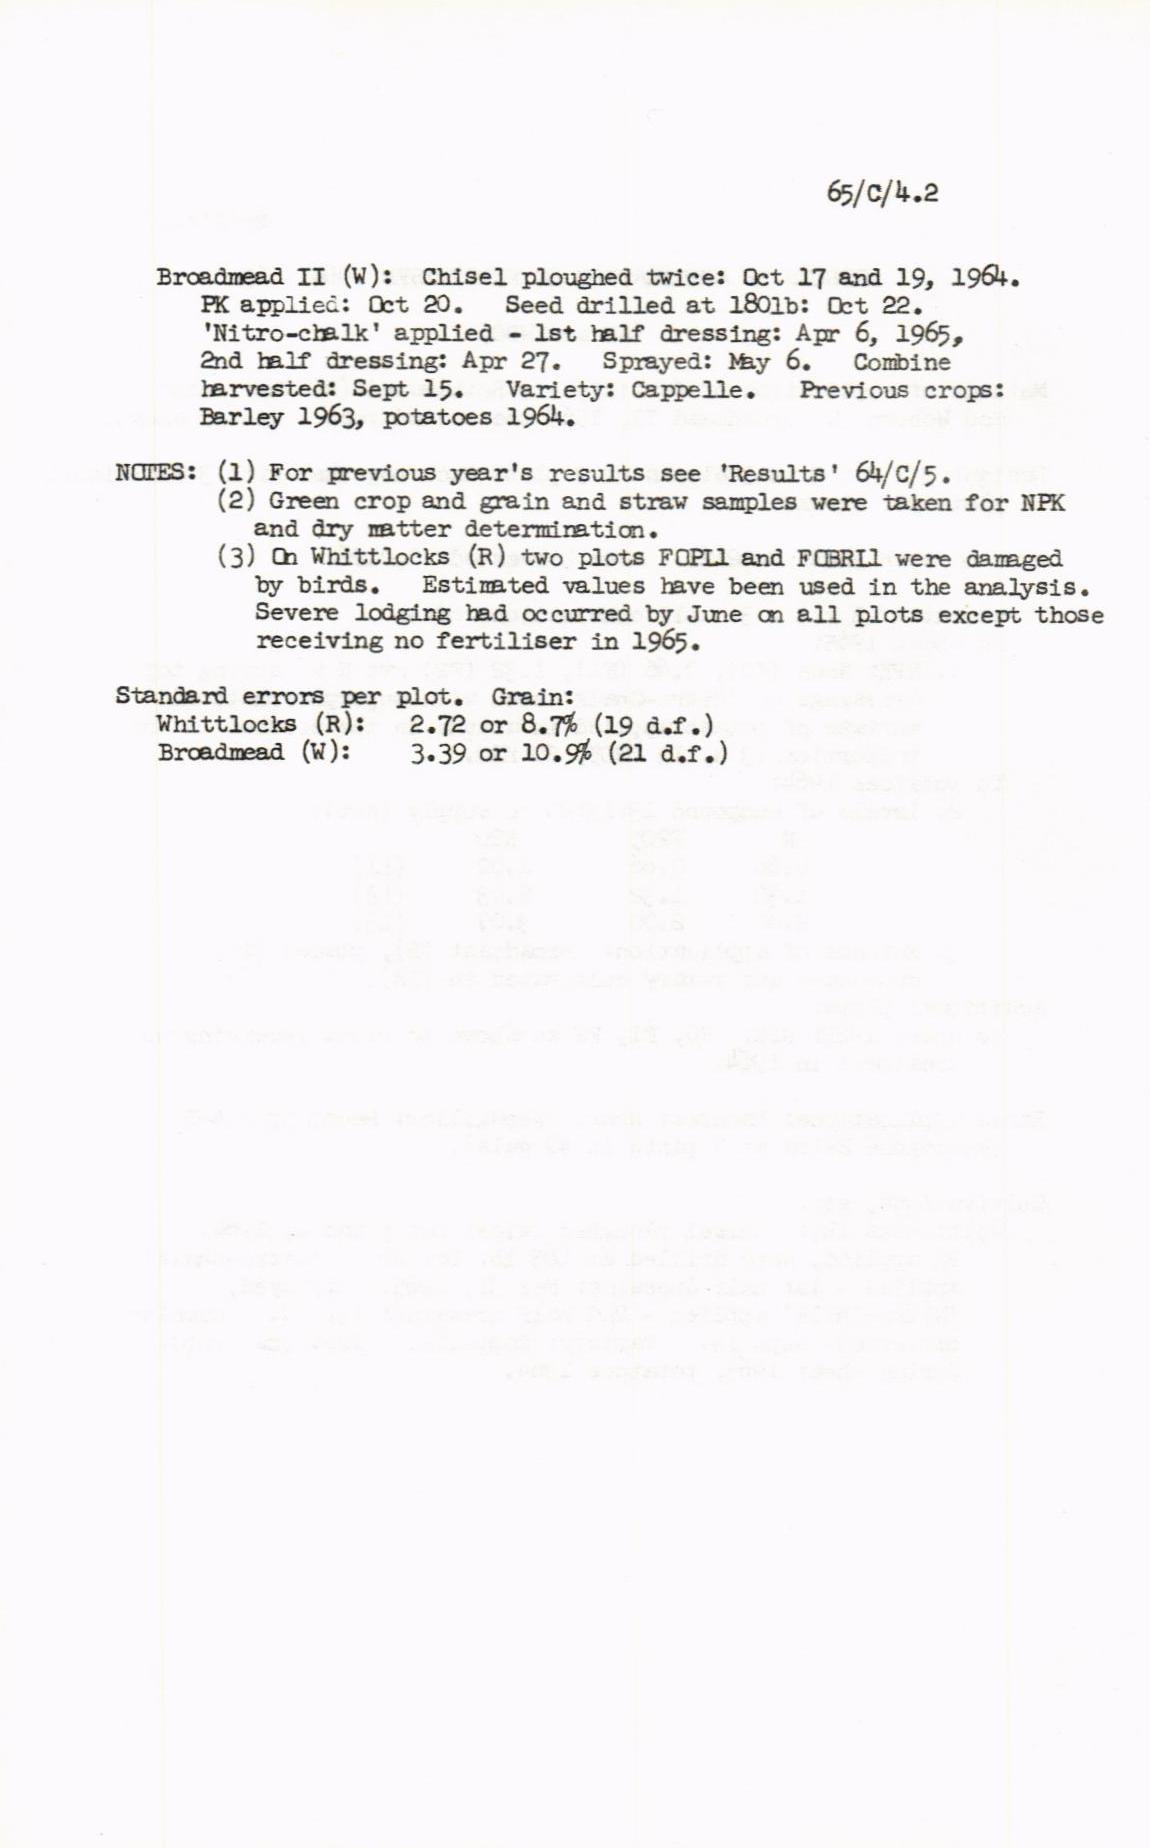 65/C/4.2
Broadmead II (W): Chisel ploughed twice: Oct 17 and 19, 1964.
PK applied: Oct 20. Seed drilled at 180lb: Oct 22.
'Nitro-chalk' applied - 1st half dressing: Apr 6, 1965,
2nd half dressing: Apr 27. Sprayed: May 6. Combine
harvested: Sept 15. Variety: Cappelle. Previous crops:
Barley 1963, potatoes 1964.
NOTES: (1) For previous year's results see 'Results' 64/C/5.
(2) Green crop and grain and straw samples were taken for NPK
and dry matter determination.
(3) On Whittlocks (R) two plots FOPL1 and FOBRL1 were damaged
by birds. Estimated values have been used in the analysis.
Severe lodging had occurred by June on all plots except those
receiving no fertiliser in 1965.
Standard errors per plot. Grain:
Whittlocks (R): 2.72 or 8.7% (19 d.f.)
Broadmead (W): 3.39 or 10.9% (21 d.f.)